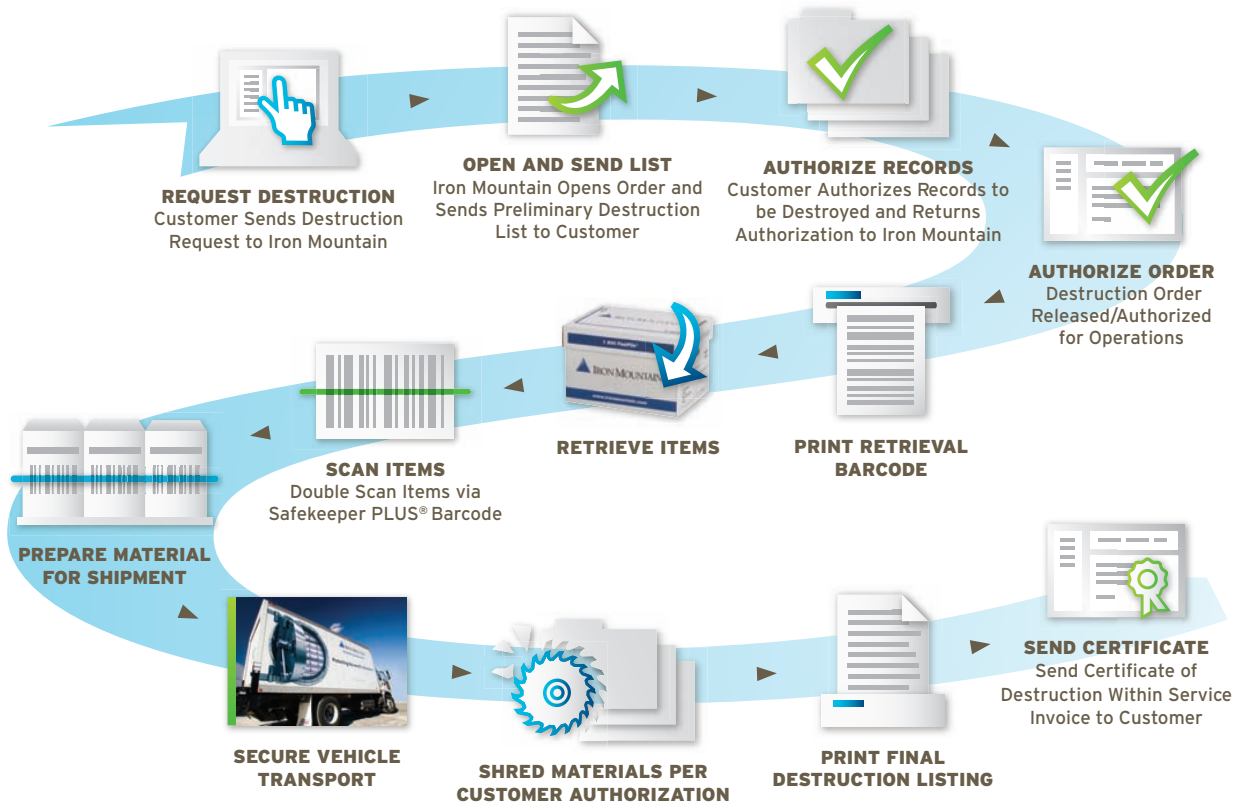 REQUEST DESTRUCTION
Customer Sends Destruction
Request to Iron Mountain
OPEN AND SEND LIST
Iron Mountain Opens Order and
Sends Preliminary Destruction
List to Customer
AUTHORIZE RECORDS
Customer Authorizes Records to
be Destroyed and Returns
Authorization to Iron Mountain
AUTHORIZE ORDER
Destruction Order
Released/Authorized
for Operations
PRINT RETRIEVAL
BARCODE
IRON MOUNTAIN
www.ironmountain.com
RETRIEVE ITEMS
SCAN ITEMS
Double Scan Items via
Safekeeper PLUS® Barcode
PREPARE MATERIAL
FOR SHIPMENT
SECURE VEHICLE
TRANSPORT
SHRED MATERIALS PER
CUSTOMER AUTHORIZATION
PRINT FINAL
DESTRUCTION LISTING
SEND CERTIFICATE
Send Certificate of
Destruction Within Service
Invoice to Customer